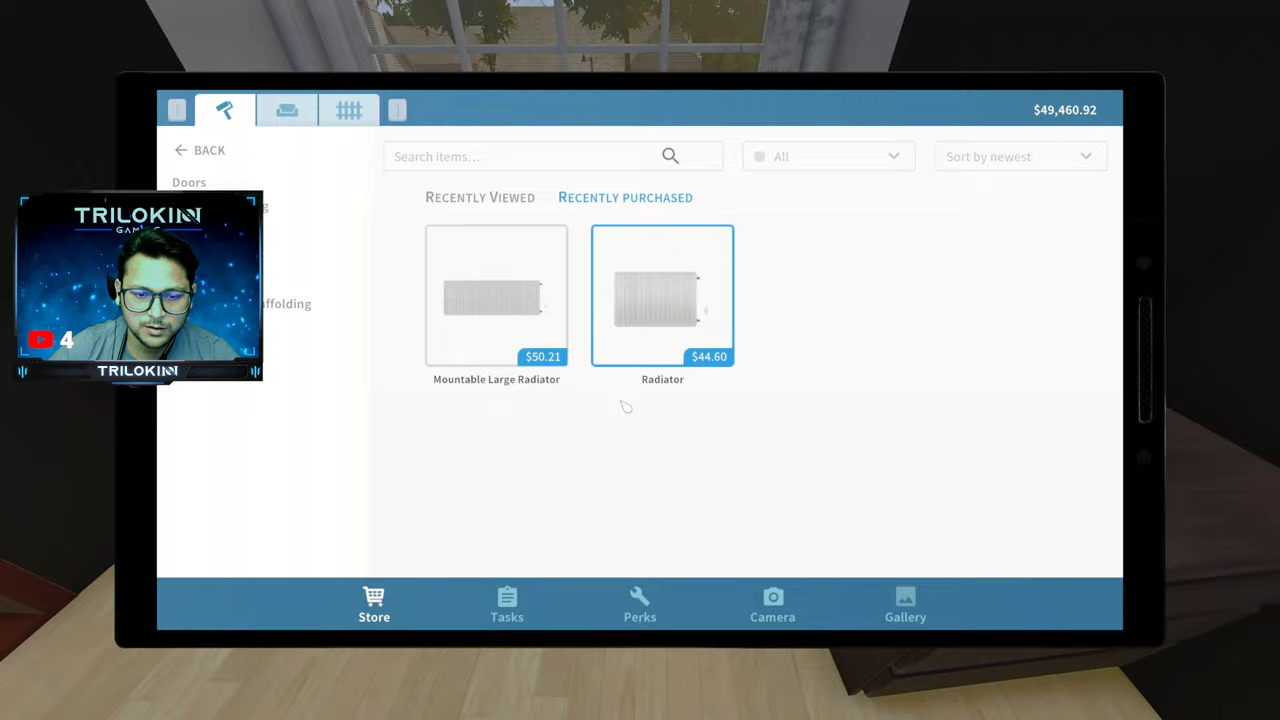 $49,460.92
BACK
Search items...
All
Sort by newest
Doors
RECENTLY VIEWED
RECENTLY PURCHASED
TRILOKIN
GAMING
g
ffolding
4
TRILOKIN
$50.21
$44.60
Mountable Large Radiator
Radiator
Store
Tasks
Perks
Camera
Gallery